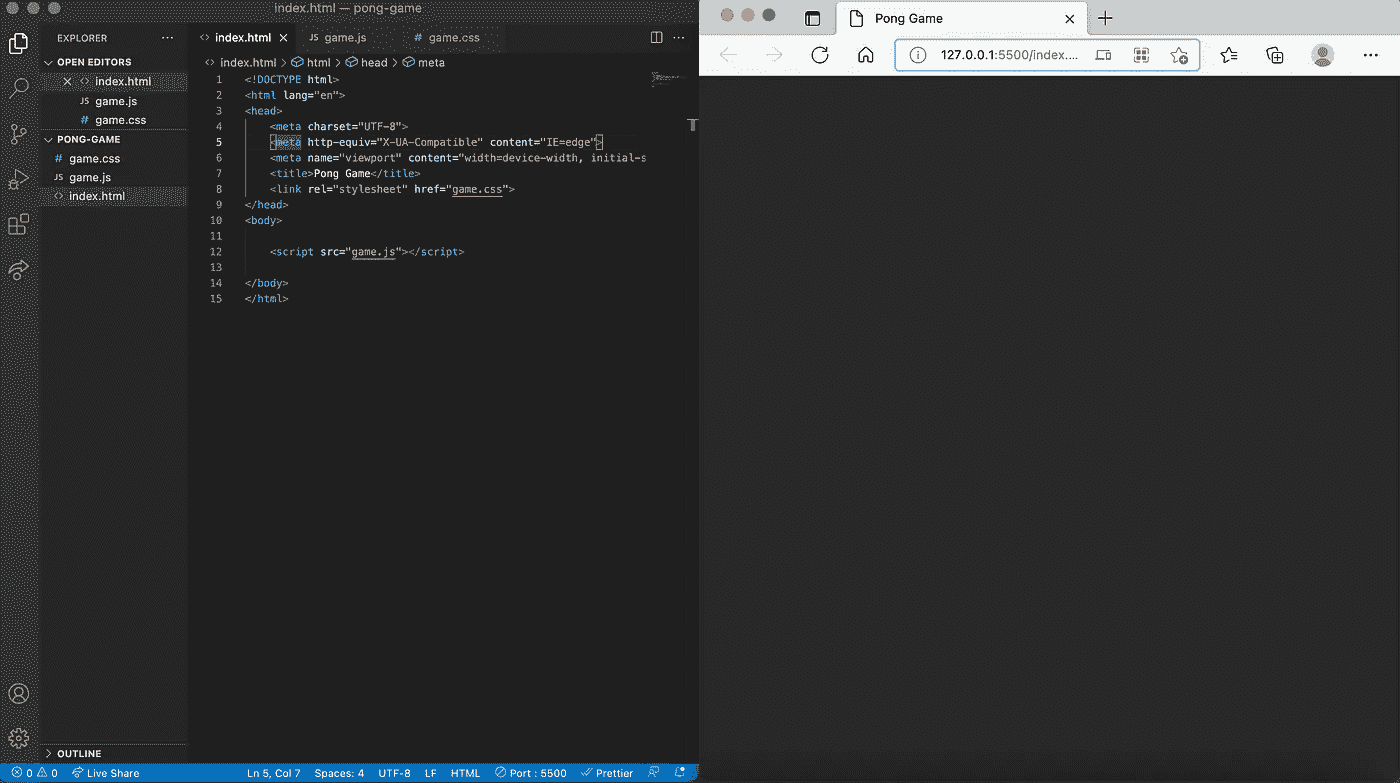 index.html — pong-game
EXPLORER
OPEN EDITORS
index.html
JS game.js
# game.css
PONG-GAME
# game.css
JS game.js
index.html
OUTLINE
index.html
JS game.js
# game.css
index.html > html > head > meta
1 <!DOCTYPE html>
2 <html lang="en">
3 <head>
4 <meta charset="UTF-8">
5 <meta http-equiv="X-UA-Compatible" content="IE=edge">
6 <meta name="viewport" content="width=device-width, initial-s
7 <title>Pong Game</title>
8 <link rel="stylesheet" href="game.css">
9 </head>
10 <body>
11
12 <script src="game.js"></script>
13
14 </body>
15 </html>
0 0 Live Share Ln 5, Col 7 Spaces: 4 UTF-8 LF HTML Port : 5500 Prettier
Pong Game
127.0.0.1:5500/index....